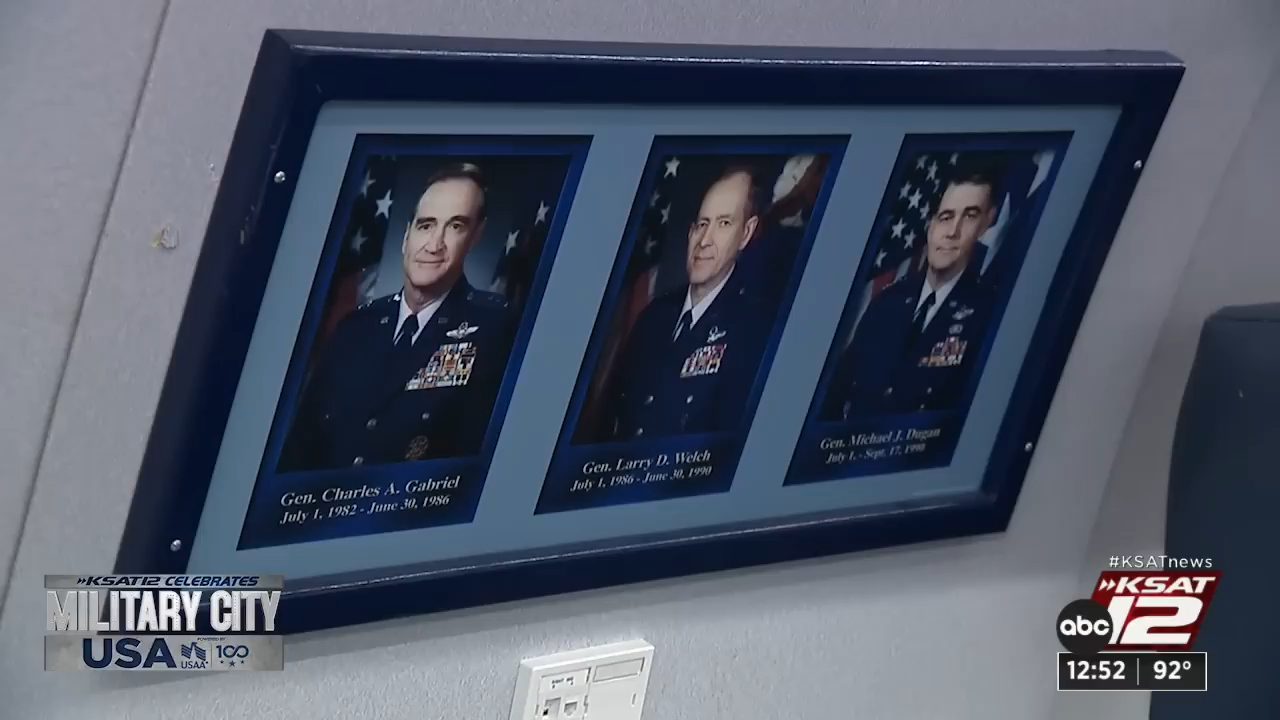 Gen. Charles A. Gabriel
July 1, 1982 - June 30, 1986
Gen. Larry D. Welch
July 1, 1986 - June 30, 1990
Gen. Michael J. Dugan
July 1, - Sept. 17, 1990
KSAT12 CELEBRATES
MILITARY CITY
USA
POWERED BY
USAA
100
#KSATnews
KSAT
abc 12
12:52 92°